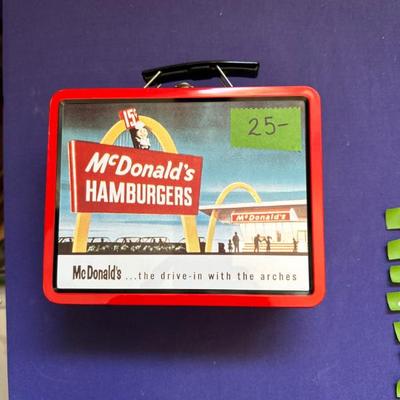 15¢
25-
McDonald's
HAMBURGERS
McDonald's
McDonald's ...the drive-in with the arches